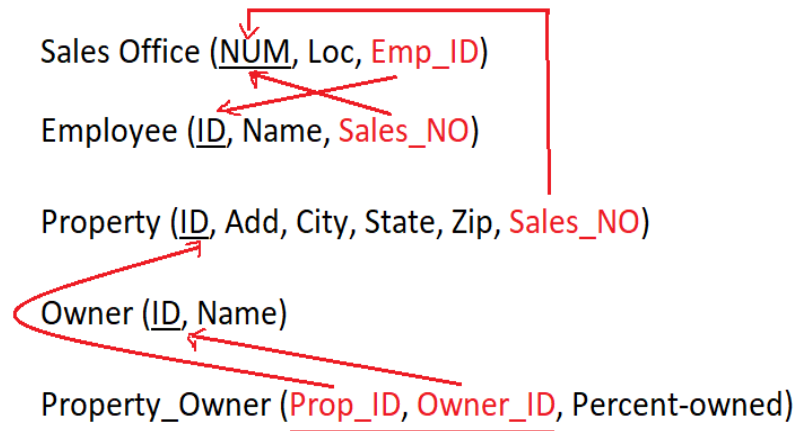 Sales Office (NUM, Loc, Emp_ID)
Employee (ID, Name, Sales_NO)
Property (ID, Add, City, State, Zip, Sales_NO)
Owner (ID, Name)
Property_Owner (Prop_ID, Owner_ID, Percent-owned)